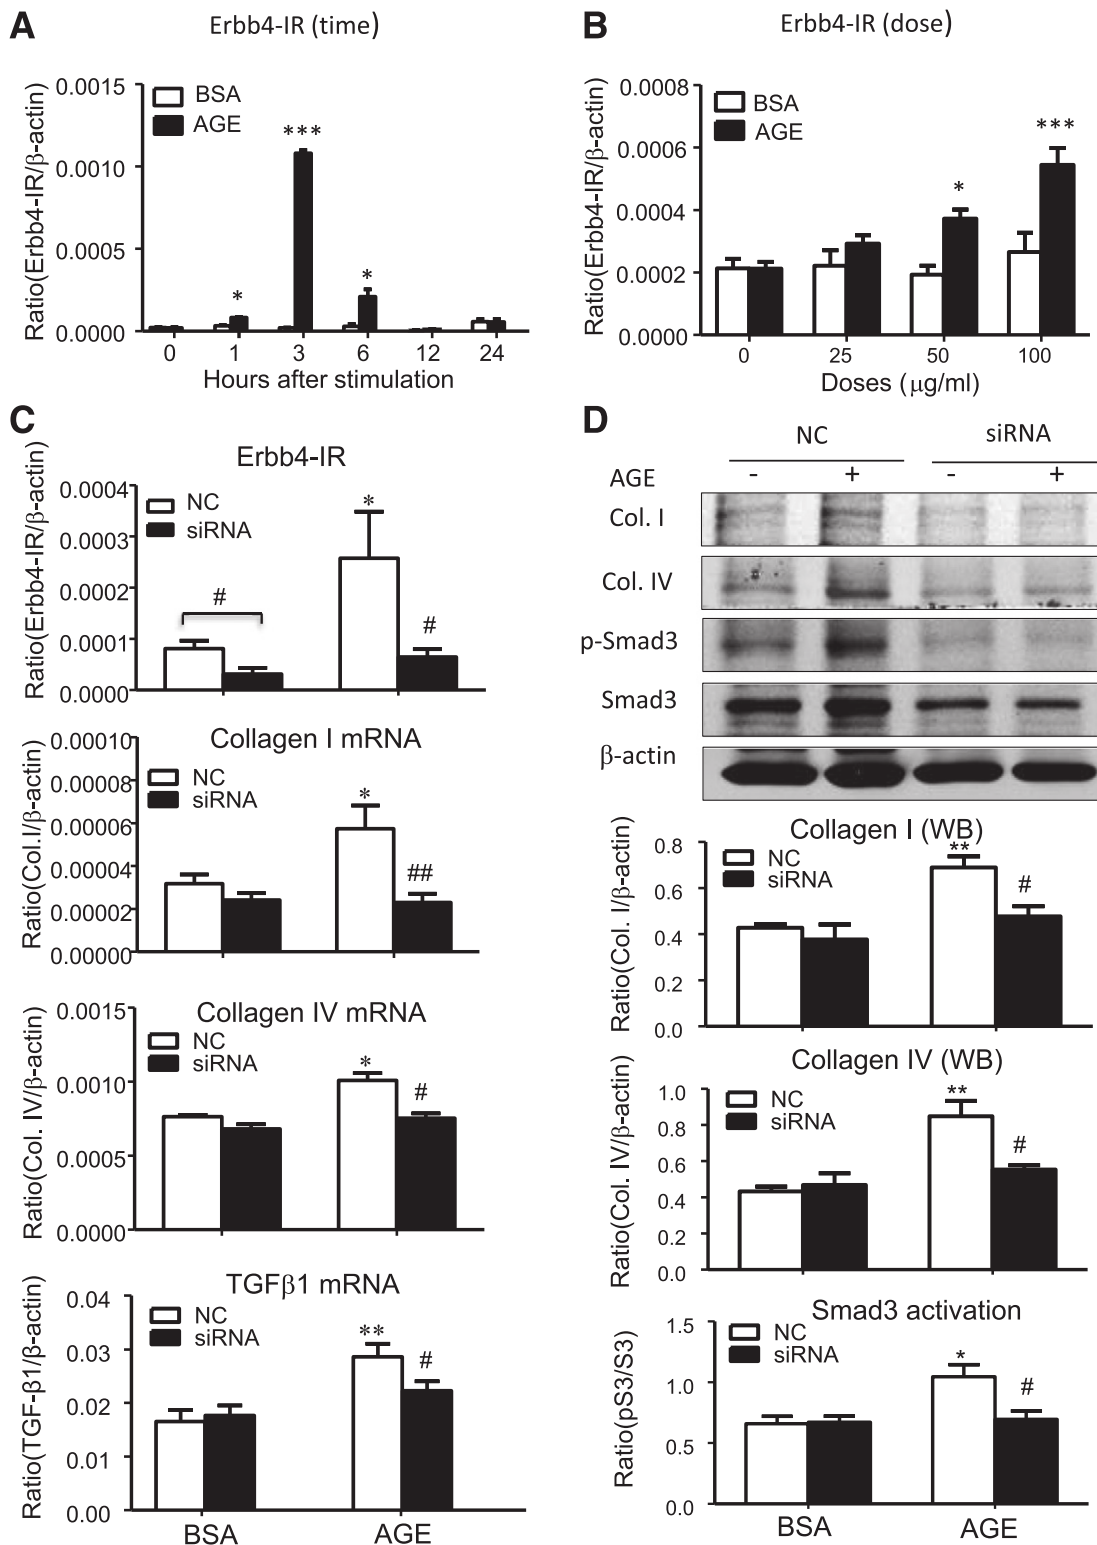 A
Erbb4-IR (time)
Ratio(Erbb4-IR/β-actin)
0.0015
0.0010
0.0005
0.0000
BSA
AGE
*
***
*
0 1 3 6 12 24
Hours after stimulation
B
Erbb4-IR (dose)
Ratio(Erbb4-IR/β-actin)
0.0008
0.0006
0.0004
0.0002
0.0000
BSA
AGE
*
***
0 25 50 100
Doses (μg/ml)
C
Erbb4-IR
Ratio(Erbb4-IR/β-actin)
0.0004
0.0003
0.0002
0.0001
0.0000
NC
siRNA
#
*
#
Collagen I mRNA
Ratio(Col.I/β-actin)
0.00010
0.00008
0.00006
0.00004
0.00002
0.00000
NC
siRNA
*
##
Collagen IV mRNA
Ratio(Col. IV/β-actin)
0.0015
0.0010
0.0005
0.0000
NC
siRNA
*
#
TGFβ1 mRNA
Ratio(TGF-β1/β-actin)
0.04
0.03
0.02
0.01
0.00
NC
siRNA
**
#
BSA AGE
D
NC siRNA
AGE - + - +
Col. I
Col. IV
p-Smad3
Smad3
β-actin
Collagen I (WB)
Ratio(Col. I/β-actin)
0.8
0.6
0.4
0.2
0.0
NC
siRNA
**
#
Collagen IV (WB)
Ratio(Col. IV/β-actin)
1.0
0.8
0.6
0.4
0.2
0.0
NC
siRNA
**
#
Smad3 activation
Ratio(pS3/S3)
1.5
1.0
0.5
0.0
NC
siRNA
*
#
BSA AGE